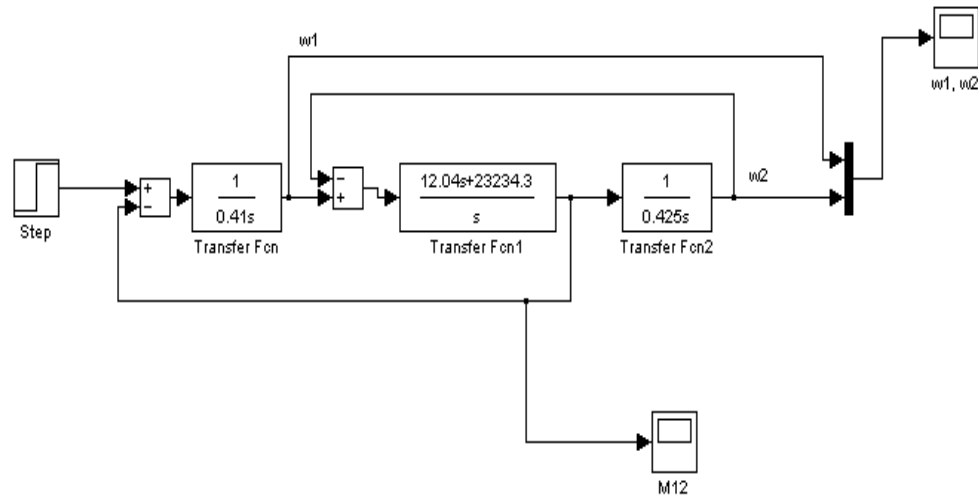 w1
w1, w2
+
−
Step
1
0.41s
Transfer Fcn
−
+
12.04s+23234.3
s
Transfer Fcn1
1
0.425s
Transfer Fcn2
w2
M12